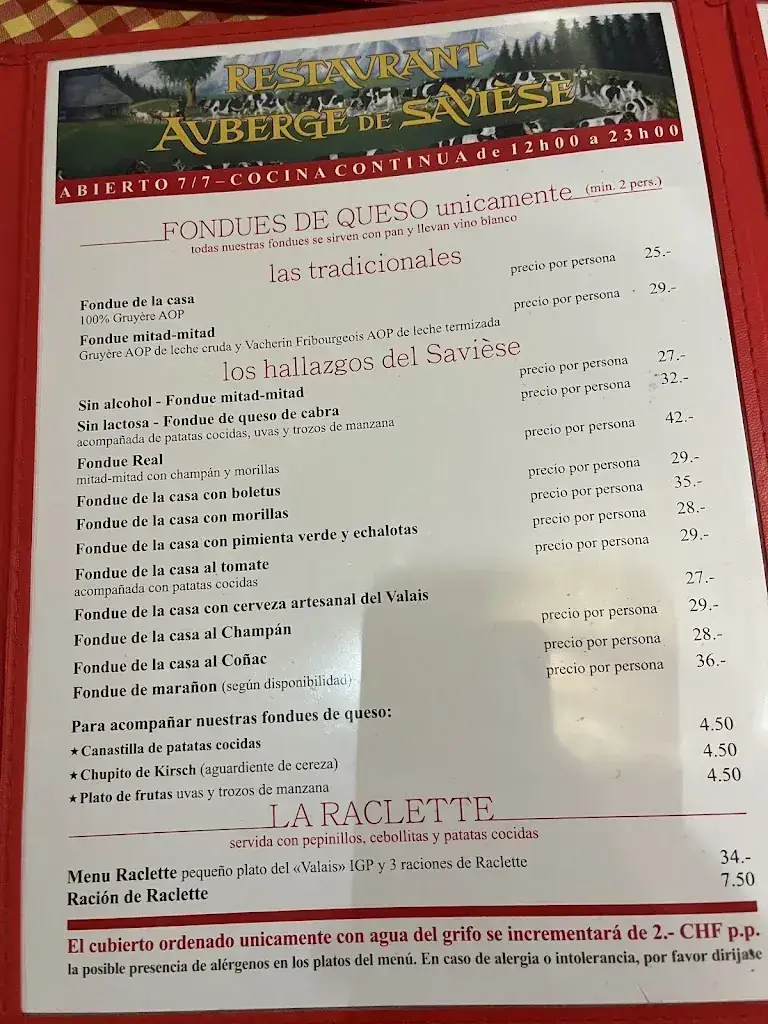 RESTAURANT
AUBERGE DE SAVIÈSE
ABIERTO 7/7–COCINA CONTINUA de 12h00 a 23h00
FONDUES DE QUESO unicamente (min. 2 pers.)
todas nuestras fondues se sirven con pan y llevan vino blanco
las tradicionales
Fondue de la casa precio por persona 25.-
100% Gruyère AOP
Fondue mitad-mitad precio por persona 29.-
Gruyère AOP de leche cruda y Vacherin Fribourgeois AOP de leche termizada
los hallazgos del Savièse
Sin alcohol - Fondue mitad-mitad precio por persona 27.-
Sin lactosa - Fondue de queso de cabra precio por persona 32.-
acompañada de patatas cocidas, uvas y trozos de manzana
Fondue Real precio por persona 42.-
mitad-mitad con champán y morillas
Fondue de la casa con boletus precio por persona 29.-
Fondue de la casa con morillas precio por persona 35.-
Fondue de la casa con pimienta verde y echalotas precio por persona 28.-
Fondue de la casa al tomate precio por persona 29.-
acompañada con patatas cocidas
Fondue de la casa con cerveza artesanal del Valais 27.-
Fondue de la casa al Champán precio por persona 29.-
Fondue de la casa al Coñac precio por persona 28.-
Fondue de marañon (según disponibilidad) precio por persona 36.-
Para acompañar nuestras fondues de queso:
★Canastilla de patatas cocidas 4.50
★Chupito de Kirsch (aguardiente de cereza) 4.50
★Plato de frutas uvas y trozos de manzana 4.50
LA RACLETTE
servida con pepinillos, cebollitas y patatas cocidas
Menu Raclette pequeño plato del «Valais» IGP y 3 raciones de Raclette 34.-
Ración de Raclette 7.50
El cubierto ordenado unicamente con agua del grifo se incrementará de 2.- CHF p.p.
la posible presencia de alérgenos en los platos del menú. En caso de alergia o intolerancia, por favor dirijase